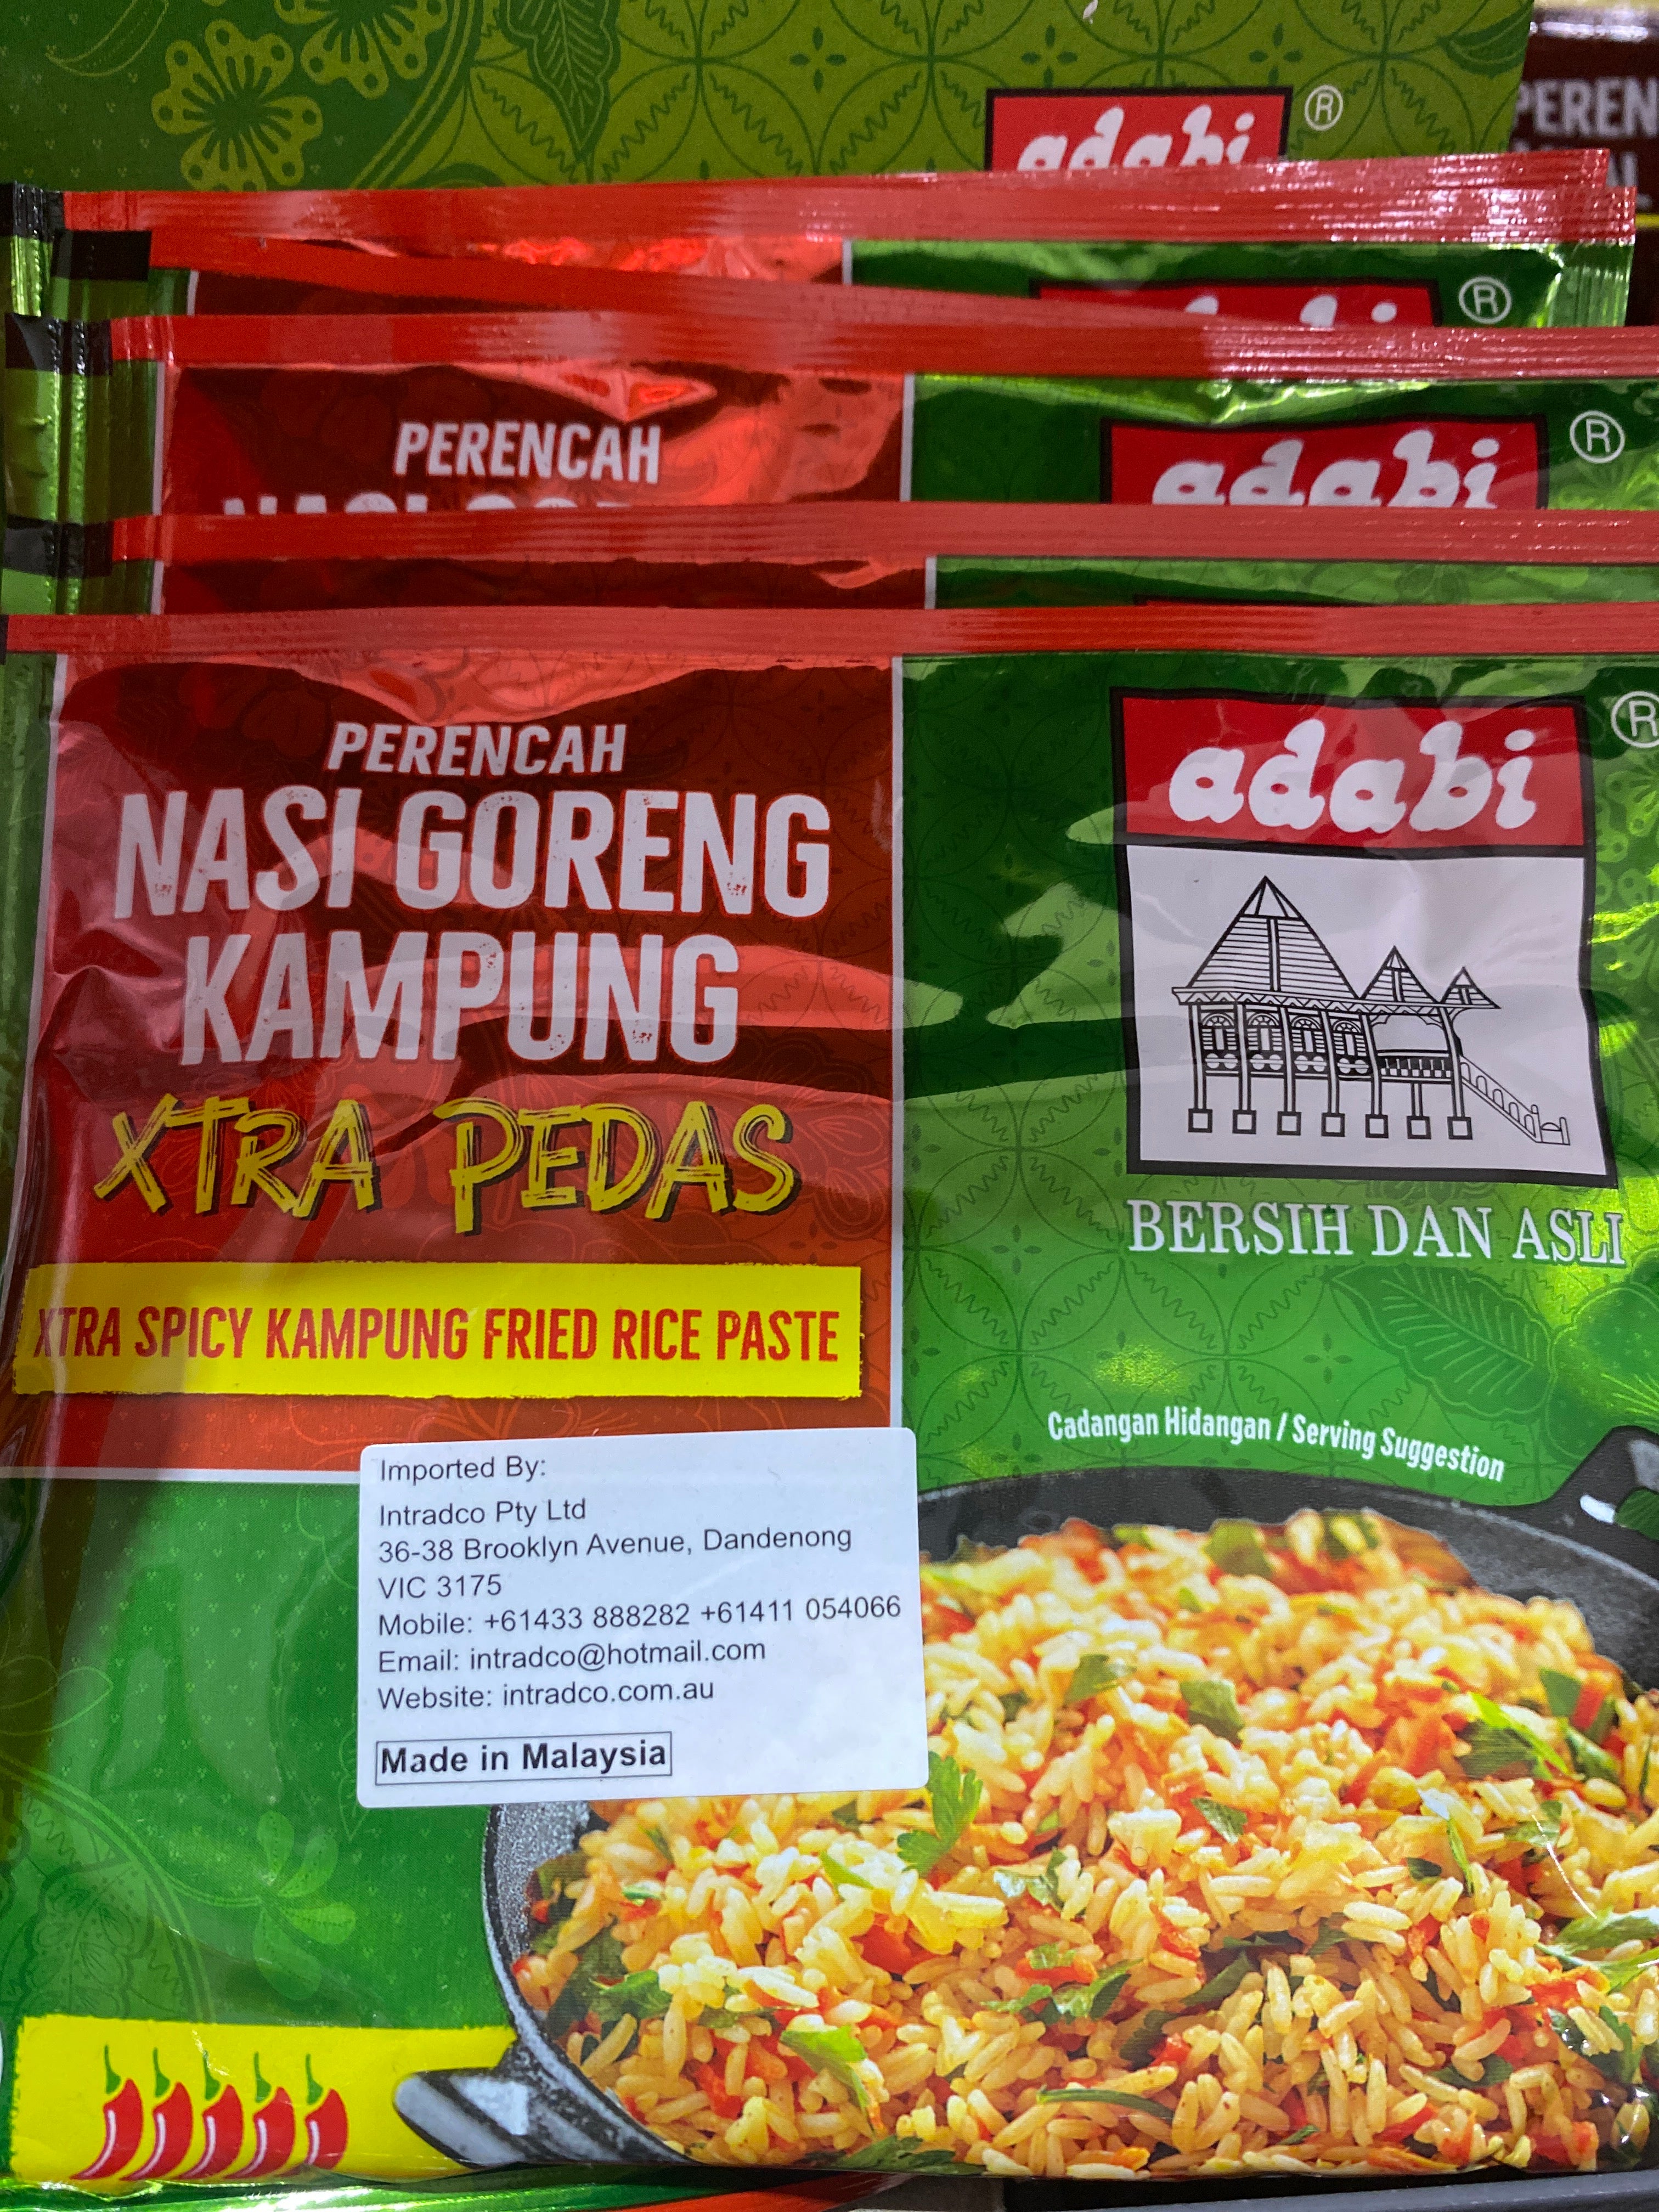 PEREN
adabi ®
®
PERENCAH
adabi ®
PERENCAH
NASI GORENG
KAMPUNG
XTRA PEDAS
XTRA SPICY KAMPUNG FRIED RICE PASTE
adabi ®
BERSIH DAN ASLI
Cadangan Hidangan / Serving Suggestion
Imported By:
Intradco Pty Ltd
36-38 Brooklyn Avenue, Dandenong
VIC 3175
Mobile: +61433 888282 +61411 054066
Email: intradco@hotmail.com
Website: intradco.com.au
Made in Malaysia